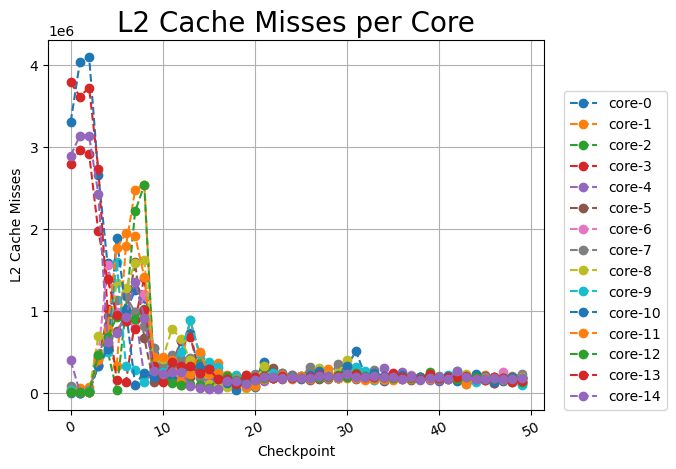 L2 Cache Misses per Core
1e6
4
3
2
1
0
L2 Cache Misses
0
10
20
30
40
50
Checkpoint
core-0
core-1
core-2
core-3
core-4
core-5
core-6
core-7
core-8
core-9
core-10
core-11
core-12
core-13
core-14